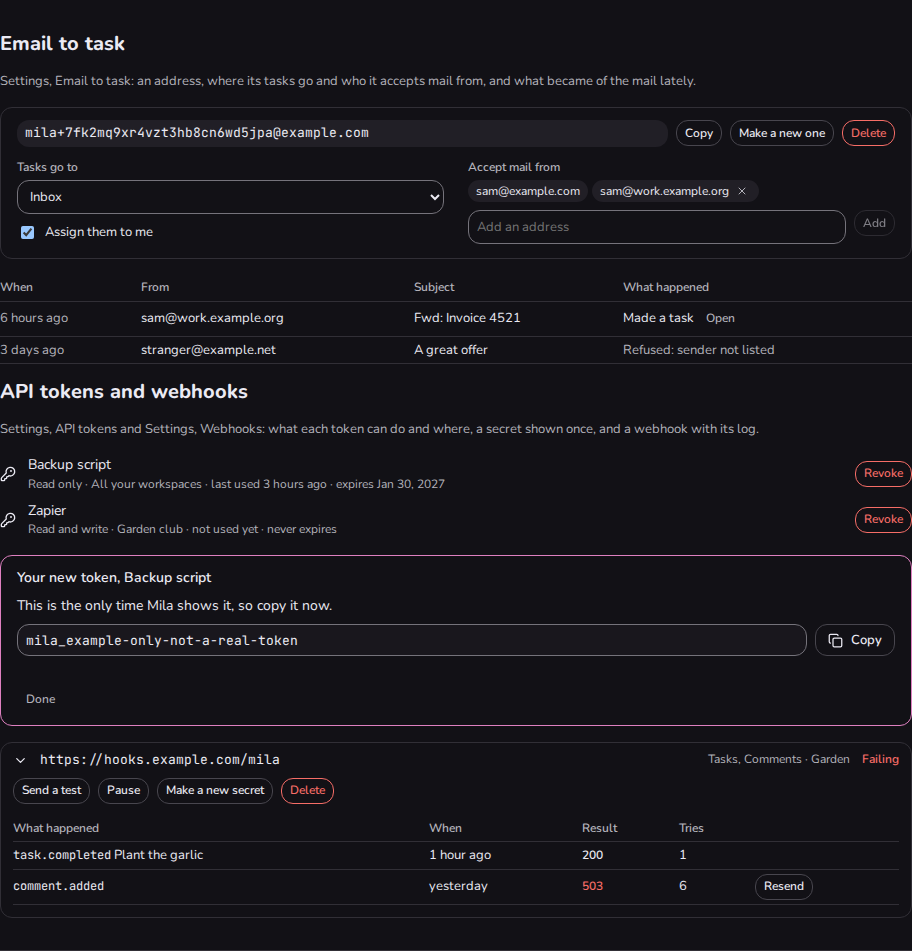 Email to task
Settings, Email to task: an address, where its tasks go and who it accepts mail from, and what became of the mail lately.
mila+7fk2mq9xr4vzt3hb8cn6wd5jpa@example.com Copy Make a new one Delete
Tasks go to
Inbox
Assign them to me
Accept mail from
sam@example.com sam@work.example.org ×
Add an address Add
When From Subject What happened
6 hours ago sam@work.example.org Fwd: Invoice 4521 Made a task Open
3 days ago stranger@example.net A great offer Refused: sender not listed
API tokens and webhooks
Settings, API tokens and Settings, Webhooks: what each token can do and where, a secret shown once, and a webhook with its log.
Backup script
Read only · All your workspaces · last used 3 hours ago · expires Jan 30, 2027
Revoke
Zapier
Read and write · Garden club · not used yet · never expires
Revoke
Your new token, Backup script
This is the only time Mila shows it, so copy it now.
mila_example-only-not-a-real-token Copy
Done
https://hooks.example.com/mila Tasks, Comments · Garden Failing
Send a test Pause Make a new secret Delete
What happened When Result Tries
task.completed Plant the garlic 1 hour ago 200 1
comment.added yesterday 503 6 Resend